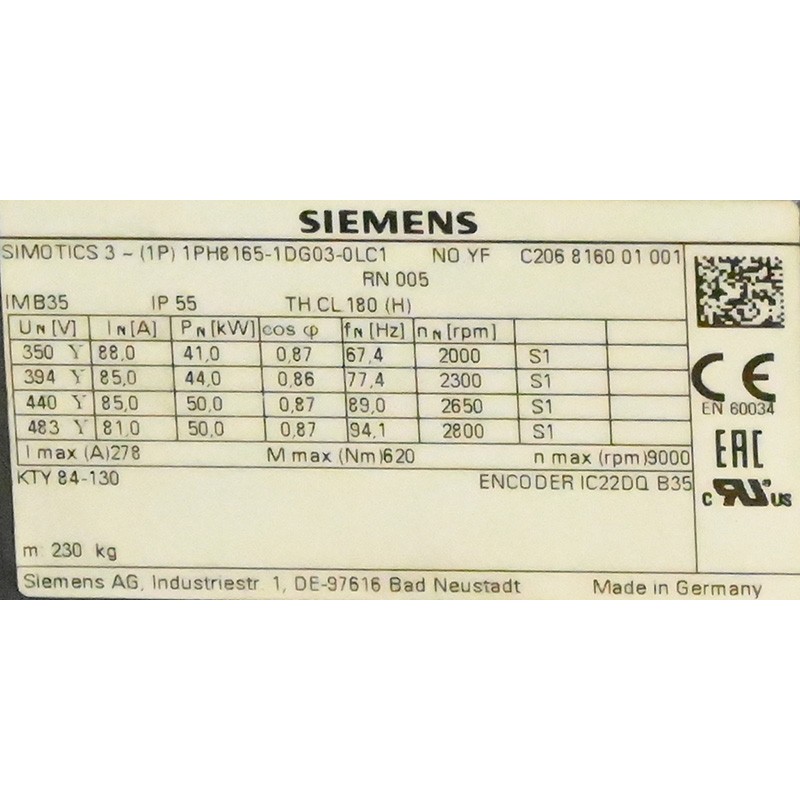 SIEMENS
SIMOTICS 3 ~ (1P) 1PH8165-1DG03-0LC1 NO YF C206 8160 01 001
RN 005
IM B35 IP 55 TH CL 180 (H)
UN [V] IN [A] PN [kW] cos φ fN [Hz] nN [rpm]
350 Y 88,0 41,0 0,87 67,4 2000 S1
394 Y 85,0 44,0 0,86 77,4 2300 S1
440 Y 85,0 50,0 0,87 89,0 2650 S1
483 Y 81,0 50,0 0,87 94,1 2800 S1
I max (A)278 M max (Nm)620 n max (rpm)9000
KTY 84-130 ENCODER IC22DQ B35
m: 230 kg
Siemens AG, Industriestr. 1, DE-97616 Bad Neustadt Made in Germany
CE
EN 60034
EAC
c RU us